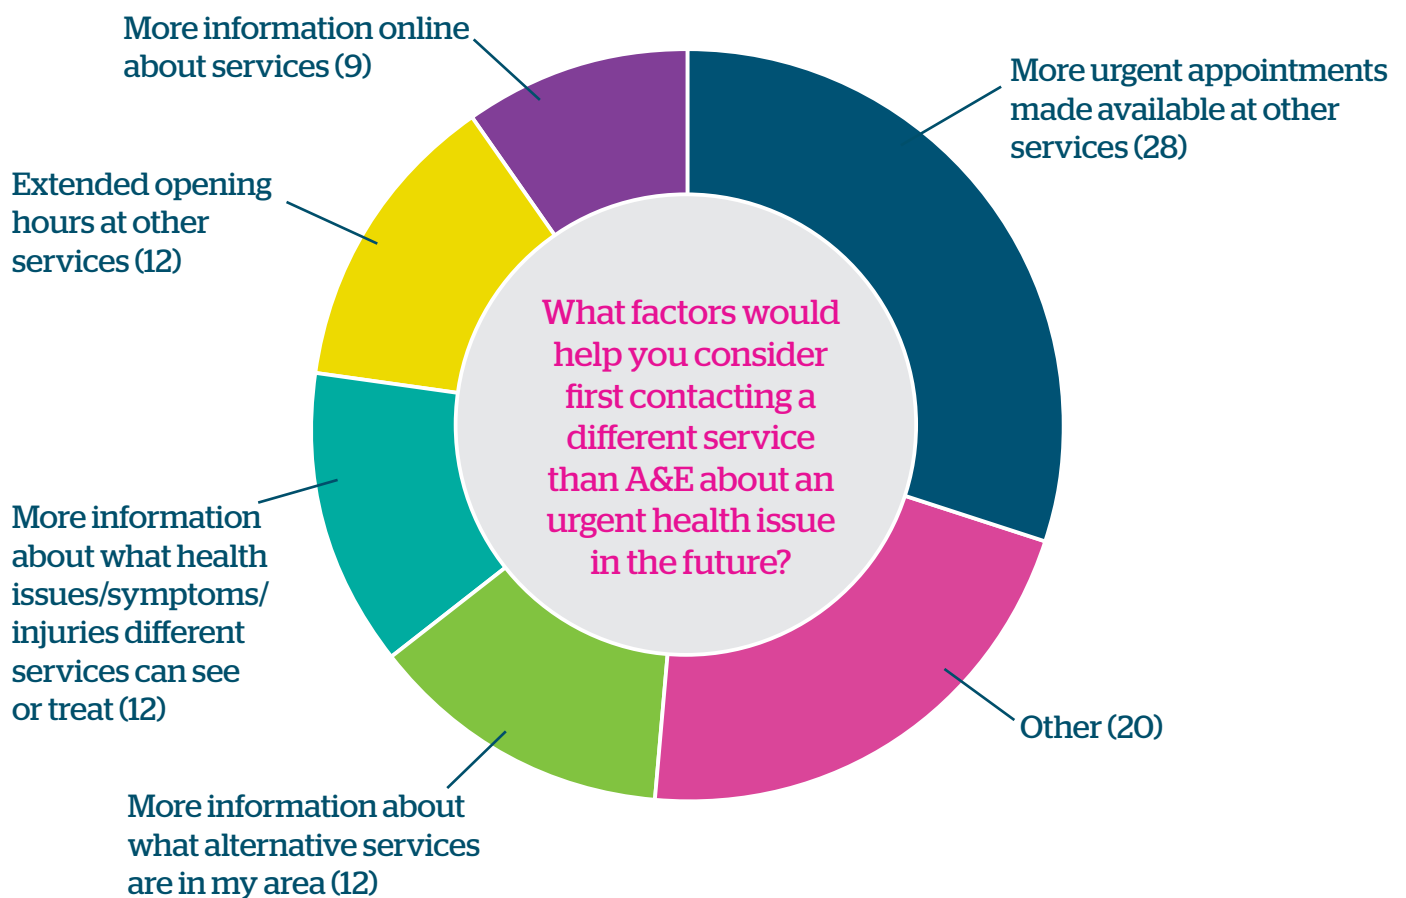 More information online
about services (9)
More urgent appointments
made available at other
services (28)
Extended opening
hours at other
services (12)
What factors would
help you consider
first contacting a
different service
than A&E about an
urgent health issue
in the future?
More information
about what health
issues/symptoms/
injuries different
services can see
or treat (12)
Other (20)
More information about
what alternative services
are in my area (12)